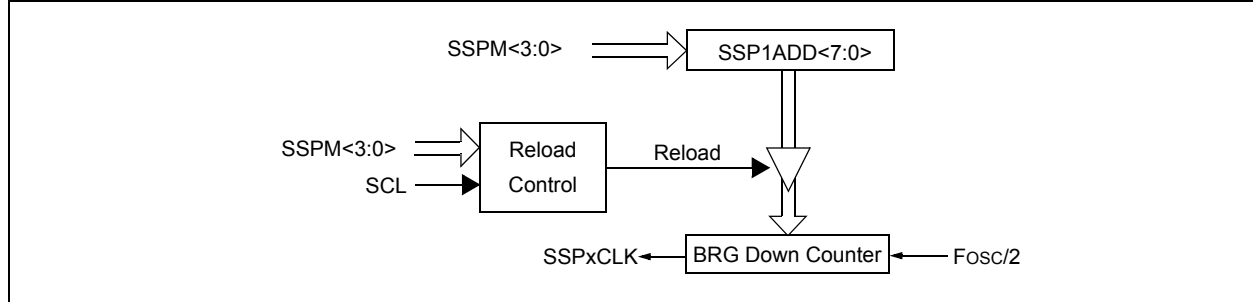 SSPM<3:0>
SSP1ADD<7:0>
SSPM<3:0>
SCL
Reload
Control
Reload
SSPxCLK
BRG Down Counter
FOSC/2